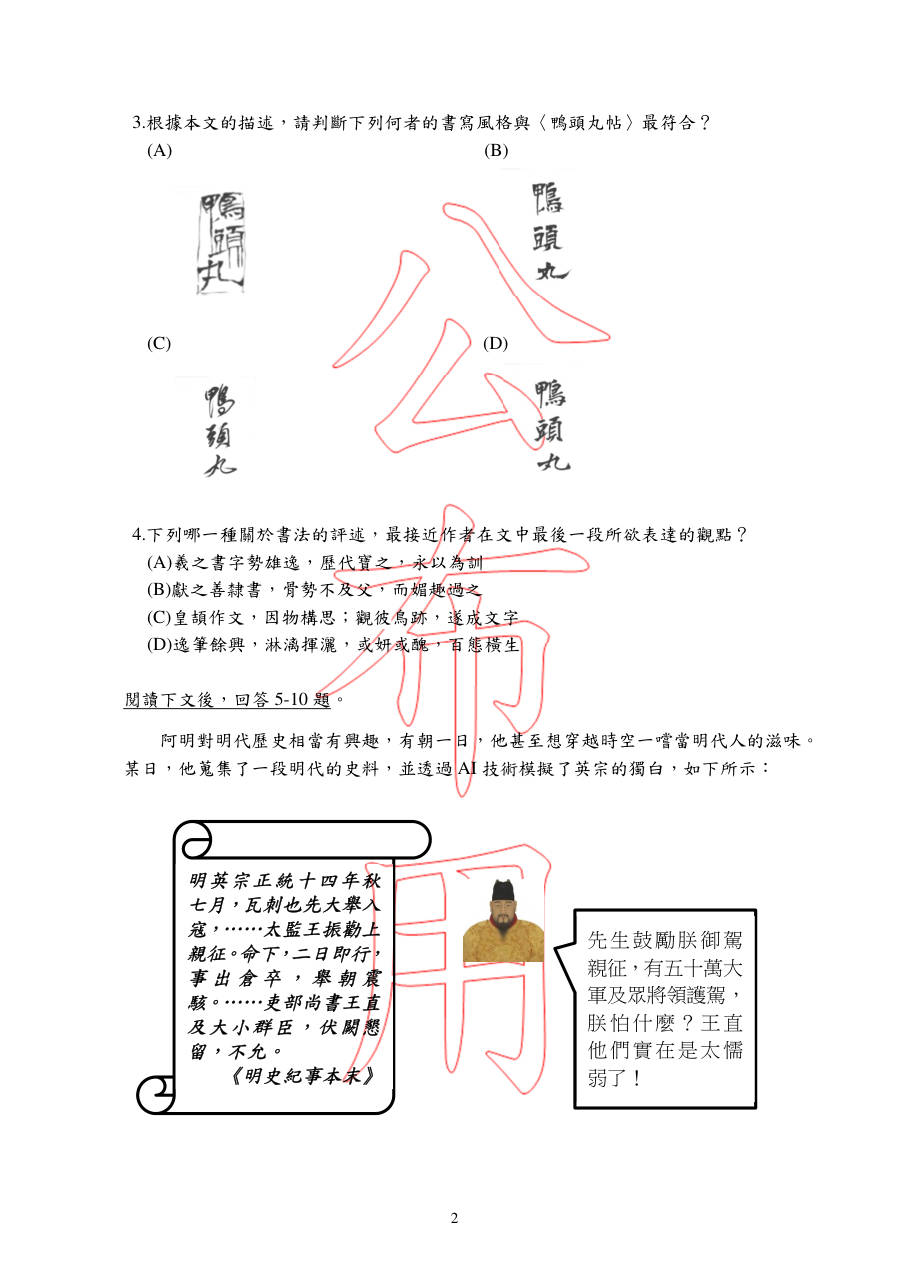 3.根據本文的描述，請判斷下列何者的書寫風格與〈鴨頭丸帖〉最符合？
(A)
(B)
鴨頭丸
鴨頭丸
(C)
(D)
鴨頭丸
鴨頭丸
4.下列哪一種關於書法的評述，最接近作者在文中最後一段所欲表達的觀點？
(A)羲之書字勢雄逸，歷代寶之，永以為訓
(B)獻之善隸書，骨勢不及父，而媚趣過之
(C)皇頡作文，因物構思；觀彼鳥跡，遂成文字
(D)逸筆餘興，淋漓揮灑，或妍或醜，百態橫生
閱讀下文後，回答 5-10 題。
阿明對明代歷史相當有興趣，有朝一日，他甚至想穿越時空一嚐當明代人的滋味。
某日，他蒐集了一段明代的史料，並透過 AI 技術模擬了英宗的獨白，如下所示：
明英宗正統十四年秋
七月，瓦剌也先大舉入
寇，⋯⋯太監王振勸上
親征。命下，二日即行，
事出倉卒，舉朝震
駭。⋯⋯吏部尚書王直
及大小群臣，伏闕懇
留，不允。
《明史紀事本末》
先生鼓勵朕御駕
親征，有五十萬大
軍及眾將領護駕，
朕怕什麼？王直
他們實在是太懦
弱了！
公
布
用
2